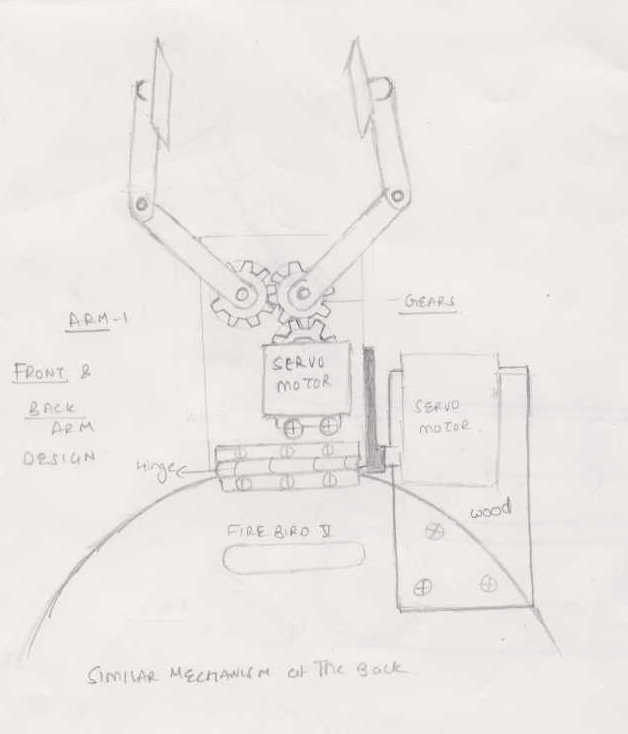 GEARS
ARM-1
SERVO
MOTOR
FRONT &
BACK
ARM
DESIGN
SERVO
MOTOR
Hinge
wood
FIRE BIRD V
SIMILAR MECHANISM at The Back